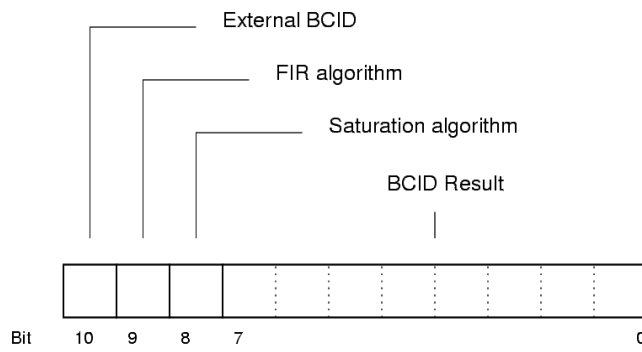 External BCID
FIR algorithm
Saturation algorithm
BCID Result
Bit 10 9 8 7 0